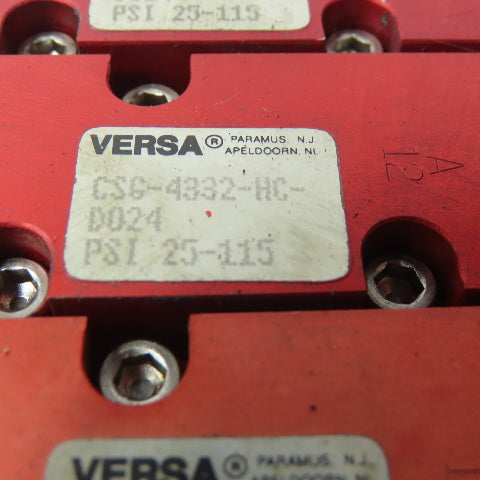 PSI 25-115
VERSA® PARAMUS, N.J.
APELDOORN, NL
CSG-4332-HC-
D024
PSI 25-115
A
12
VERSA® PARAMUS, N.J.